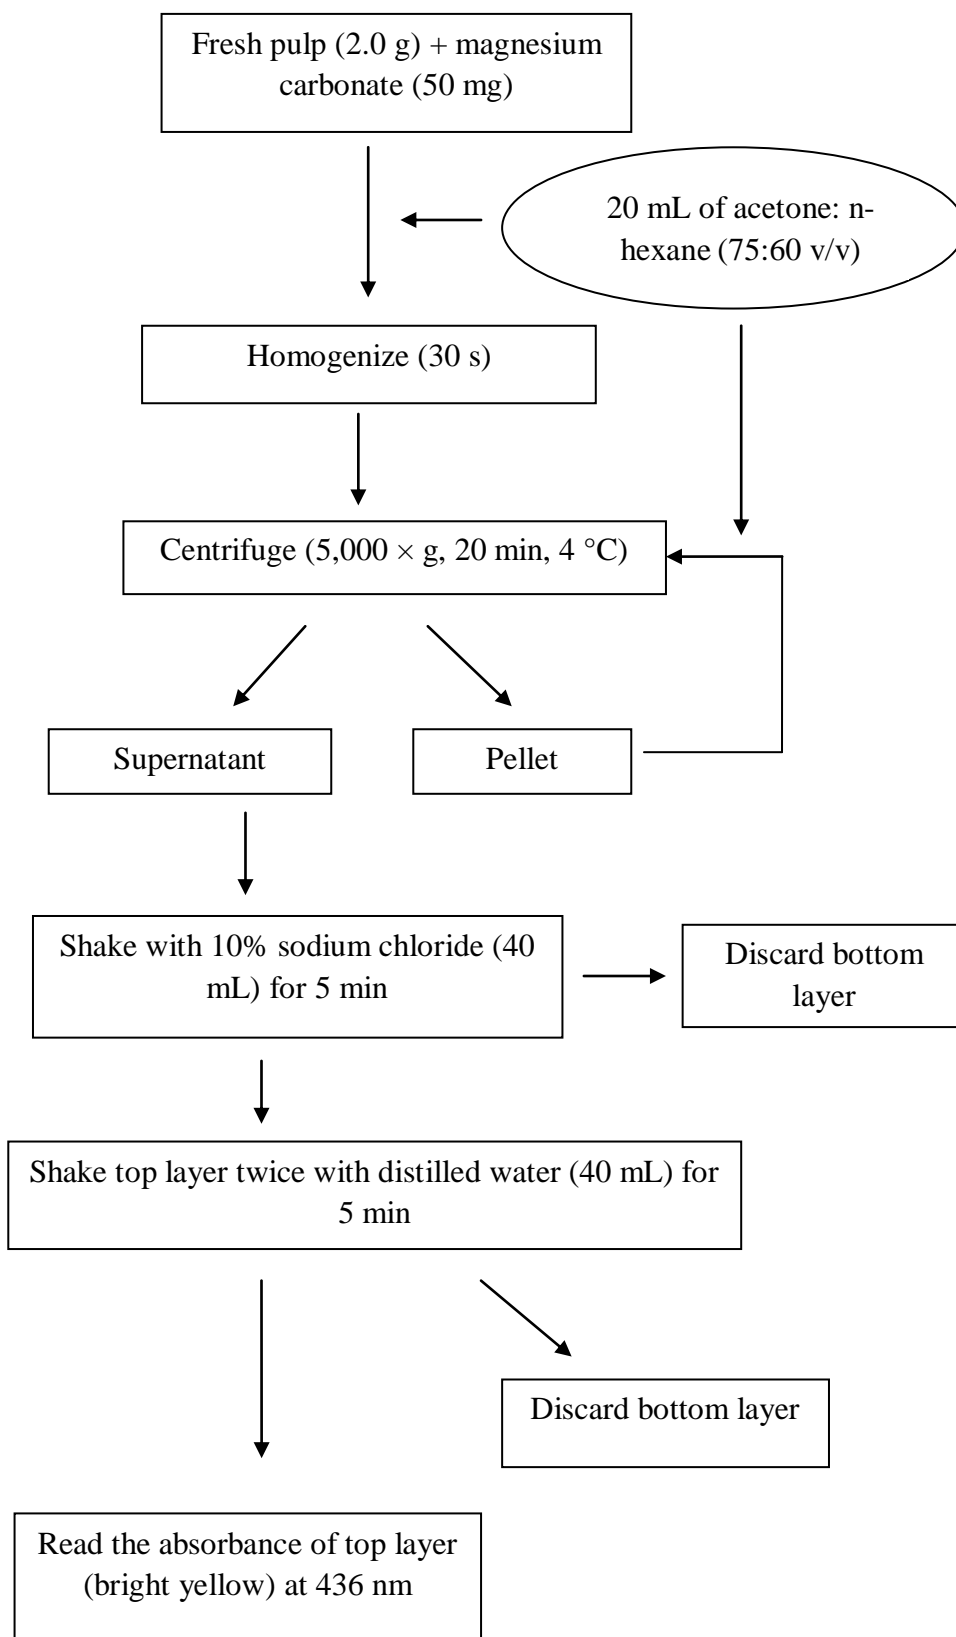 Fresh pulp (2.0 g) + magnesium
carbonate (50 mg)
20 mL of acetone: n-
hexane (75:60 v/v)
Homogenize (30 s)
Centrifuge (5,000 × g, 20 min, 4 °C)
Supernatant
Pellet
Shake with 10% sodium chloride (40
mL) for 5 min
Discard bottom
layer
Shake top layer twice with distilled water (40 mL) for
5 min
Discard bottom layer
Read the absorbance of top layer
(bright yellow) at 436 nm